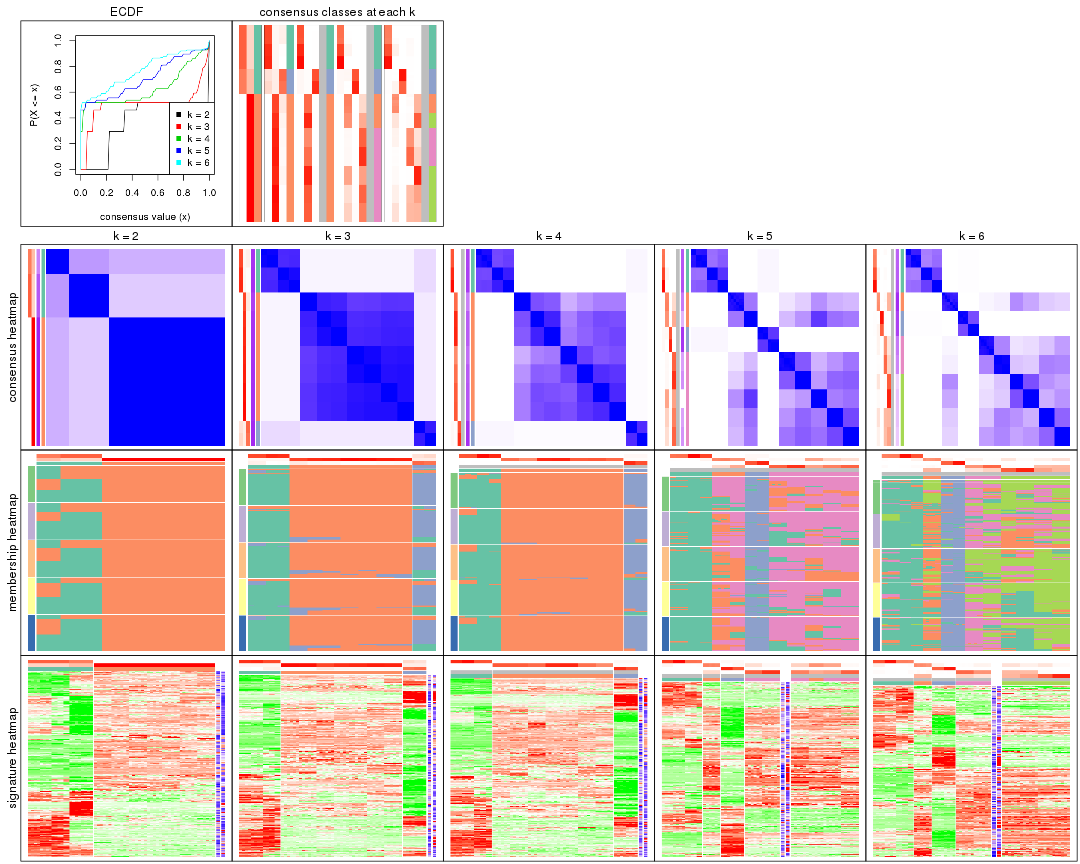 ECDF
consensus classes at each k
P(X <= x)
0.0 0.2 0.4 0.6 0.8 1.0
k = 2
k = 3
k = 4
k = 5
k = 6
0.0 0.2 0.4 0.6 0.8 1.0
consensus value (x)
k = 2
k = 3
k = 4
k = 5
k = 6
consensus heatmap
membership heatmap
signature heatmap